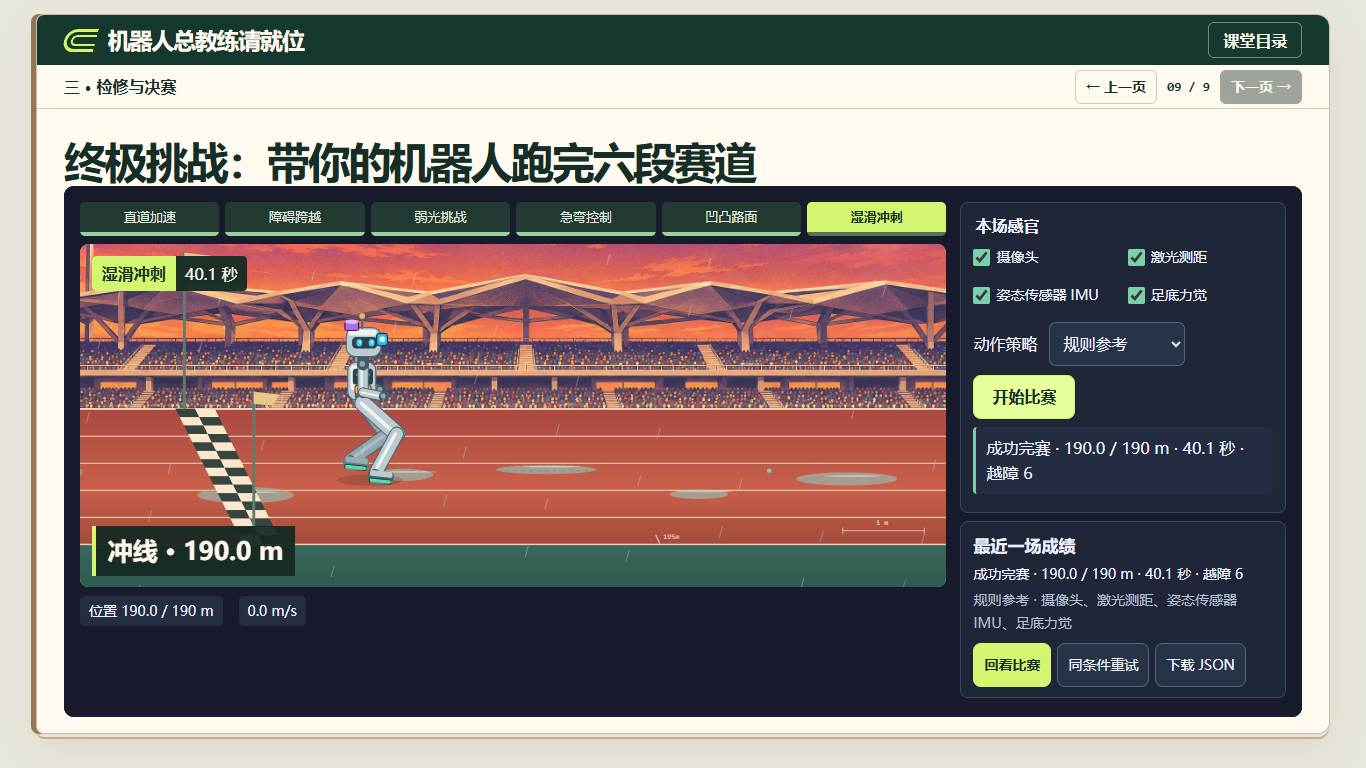 机器人总教练请就位
课堂目录
三 • 检修与决赛
← 上一页
09 / 9
下一页 →
终极挑战：带你的机器人跑完六段赛道
直道加速
障碍跨越
弱光挑战
急弯控制
凹凸路面
湿滑冲刺
湿滑冲刺
40.1 秒
1 m
195m
冲线 • 190.0 m
位置 190.0 / 190 m
0.0 m/s
本场感官
摄像头
激光测距
姿态传感器 IMU
足底力觉
动作策略
规则参考
开始比赛
成功完赛 · 190.0 / 190 m · 40.1 秒 ·
越障 6
最近一场成绩
成功完赛 · 190.0 / 190 m · 40.1 秒 · 越障 6
规则参考 · 摄像头、激光测距、姿态传感器
IMU、足底力觉
回看比赛
同条件重试
下载 JSON